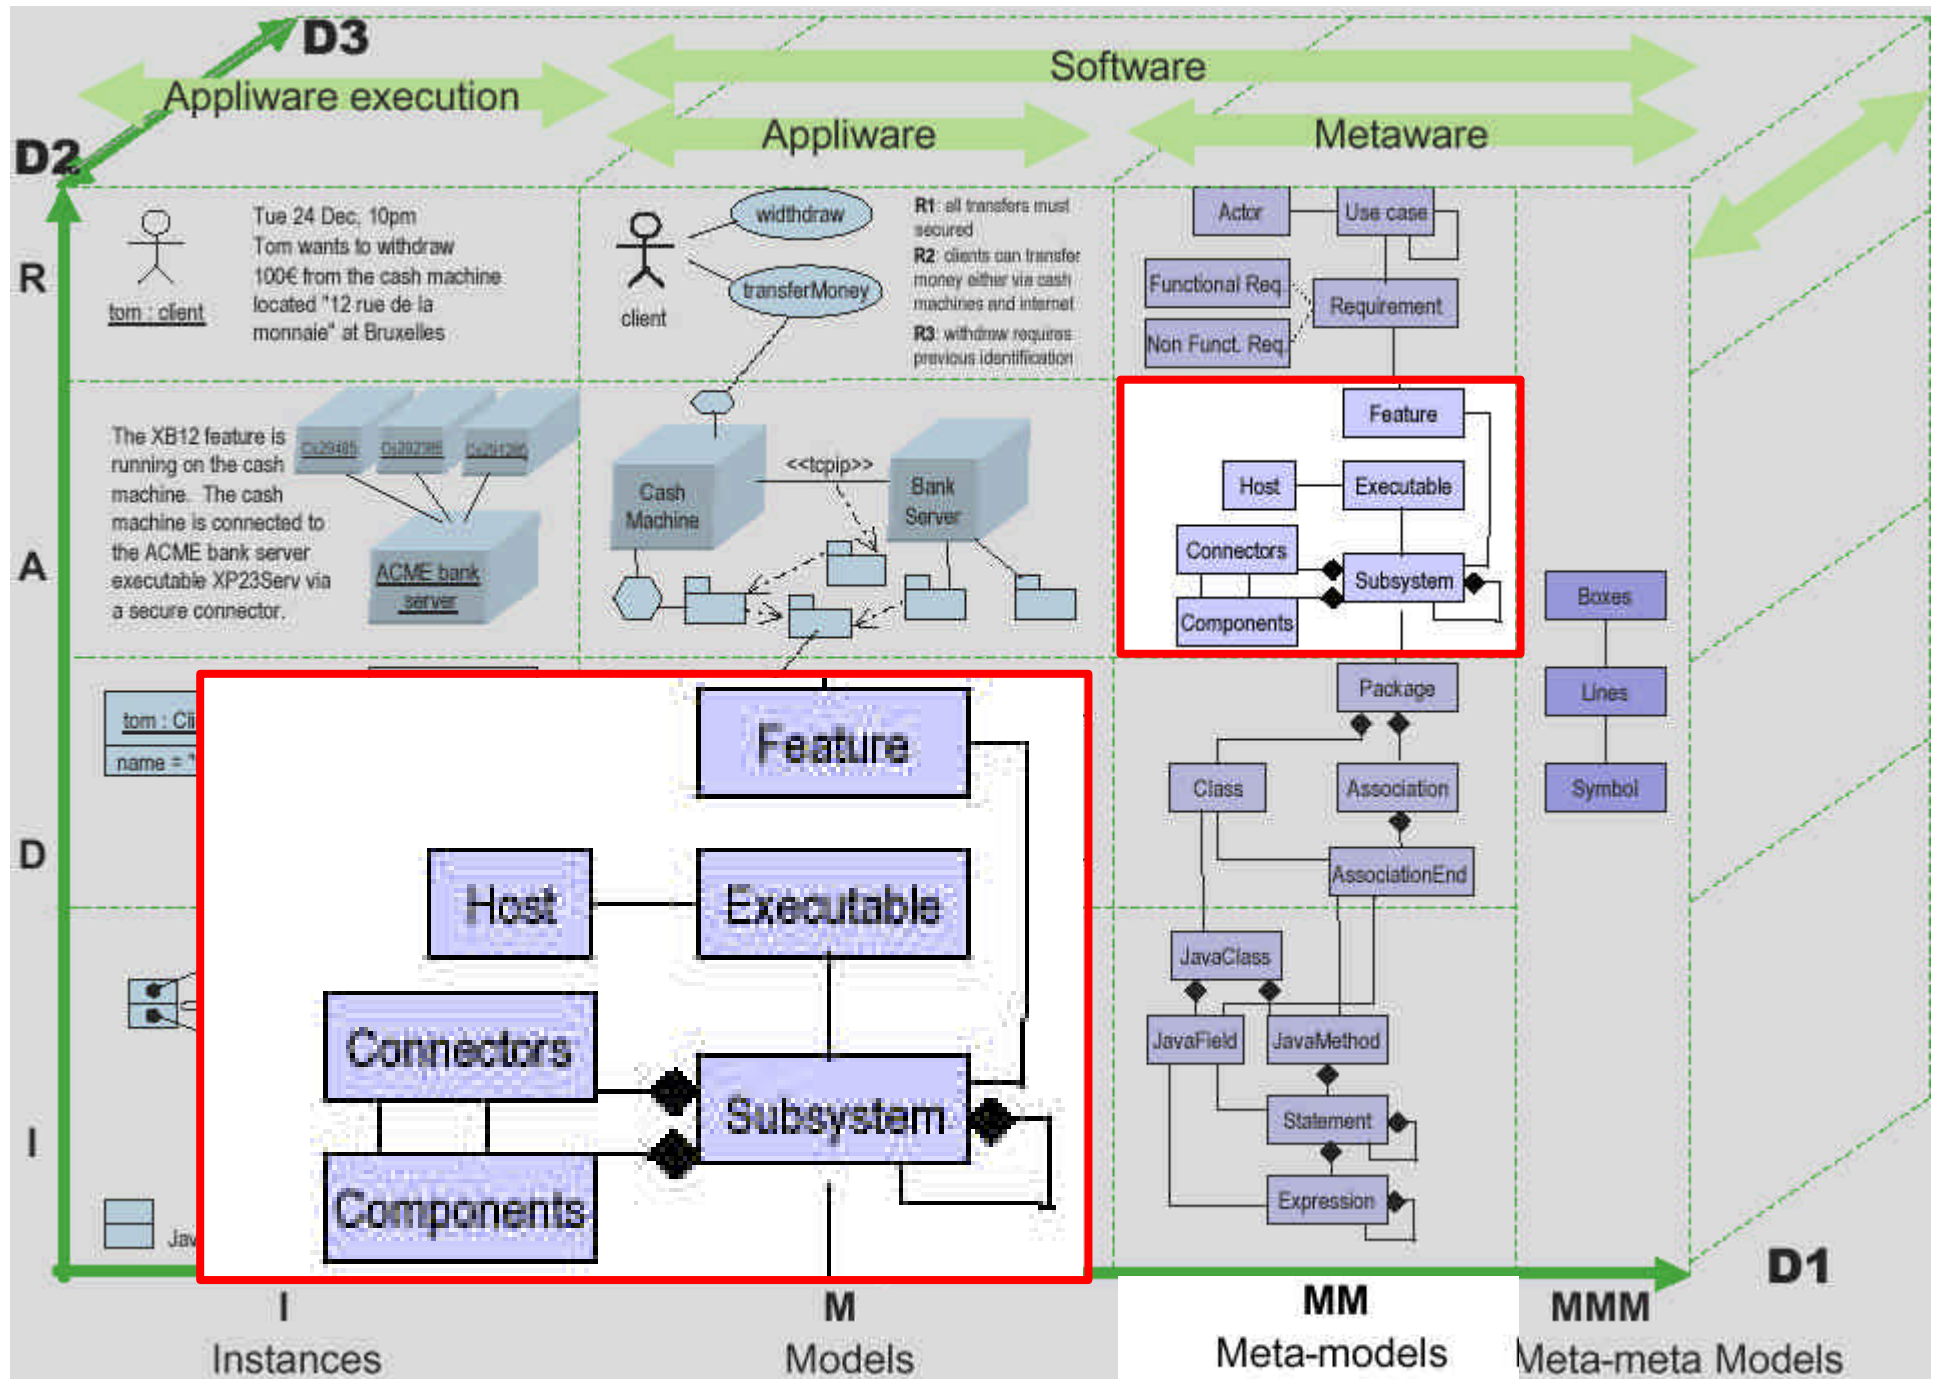 D3
Software
Appliware execution
Appliware
Metaware
D2
R
tom : client
Tue 24 Dec, 10pm
Tom wants to withdraw
100€ from the cash machine
located "12 rue de la
monnaie" at Bruxelles
widthdraw
transferMoney
client
R1: all transfers must
secured
R2: clients can transfer
money either via cash
machines and internet
R3: withdraw requires
previous identifiication
Actor
Use case
Functional Req.
Requirement
Non Funct. Req.
A
The XB12 feature is
running on the cash
machine. The cash
machine is connected to
the ACME bank server
executable XP23Serv via
a secure connector.
ACME bank
server
Cash
Machine
<<tcpip>>
Bank
Server
Feature
Host
Executable
Connectors
Subsystem
Components
Boxes
Lines
Symbol
D
tom : Cli
name = "
Feature
Host
Executable
Connectors
Subsystem
Components
Package
Class
Association
AssociationEnd
I
Jav
JavaClass
JavaField
JavaMethod
Statement
Expression
D1
I
Instances
M
Models
MM
Meta-models
MMM
Meta-meta Models